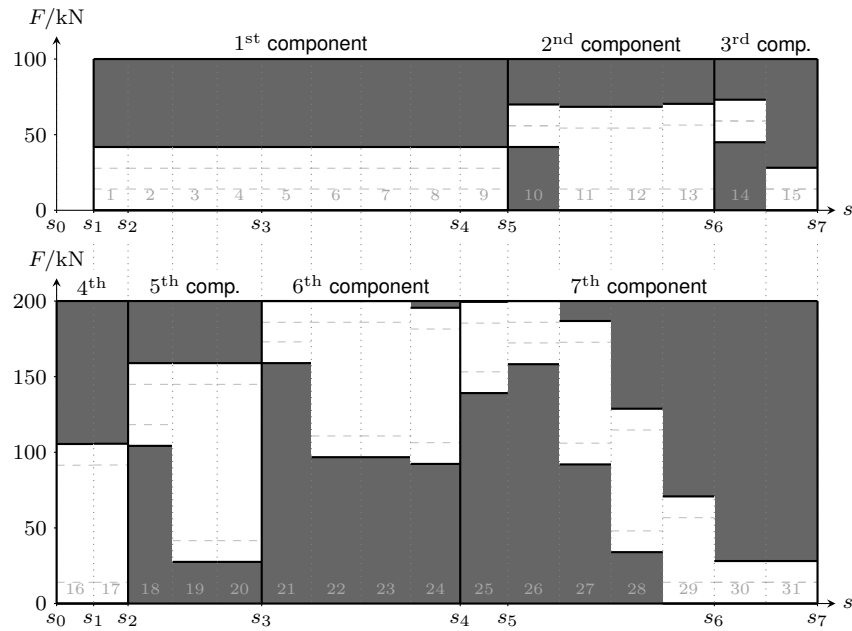 F/kN
1st component 2nd component 3rd comp.
100
50
0
1 2 3 4 5 6 7 8 9 10 11 12 13 14 15
s0 s1 s2 s3 s4 s5 s6 s7 s
F/kN
4th 5th comp. 6th component 7th component
200
150
100
50
0
16 17 18 19 20 21 22 23 24 25 26 27 28 29 30 31
s0 s1 s2 s3 s4 s5 s6 s7 s